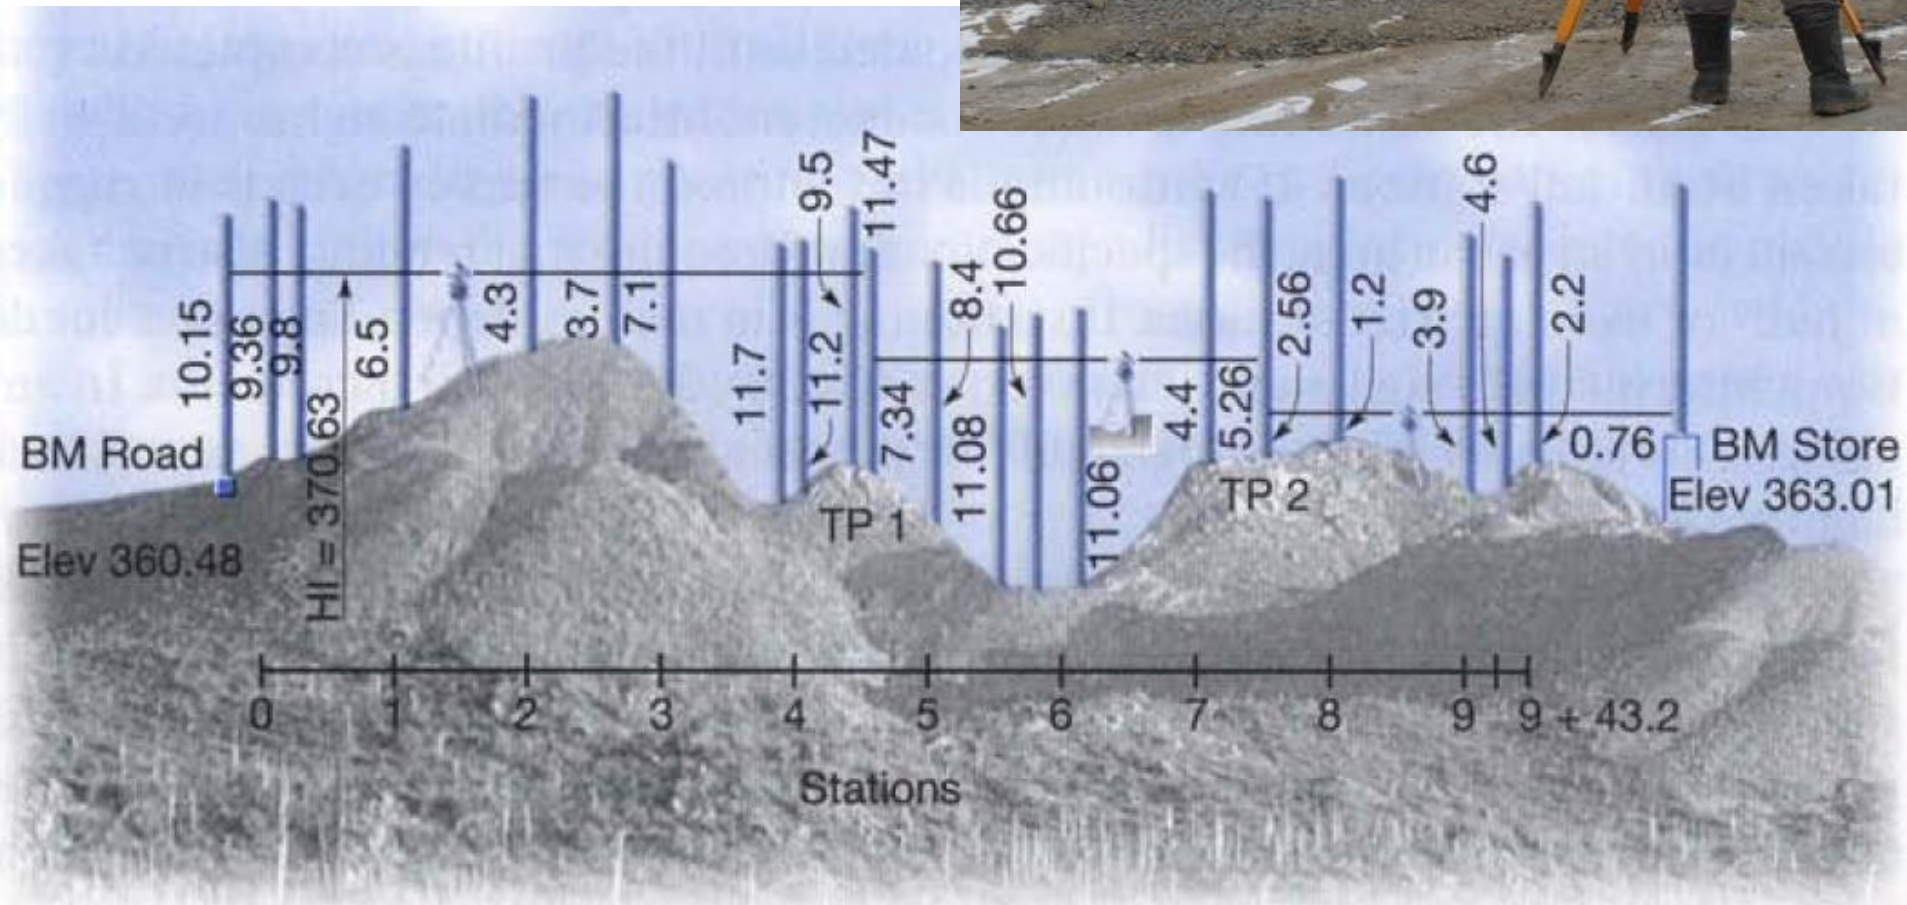 10.15
9.36
9.8
HI = 370.63
6.5
4.3
3.7
7.1
11.7
11.2
9.5
11.47
7.34
8.4
11.08
10.66
11.06
4.4
5.26
2.56
1.2
3.9
4.6
2.2
0.76
BM Road
Elev 360.48
TP 1
TP 2
BM Store
Elev 363.01
0 1 2 3 4 5 6 7 8 9 9 + 43.2
Stations